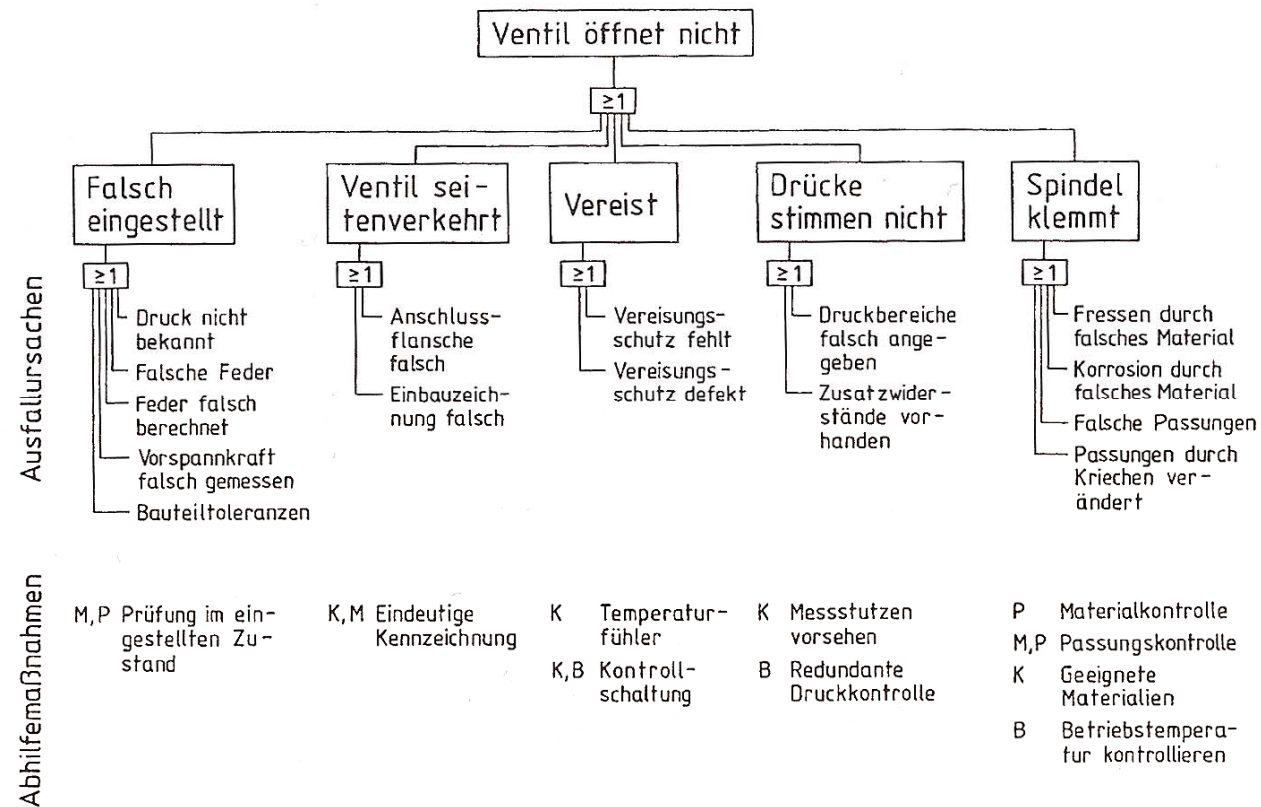 Ventil öffnet nicht
≥1
Falsch
eingestellt
Ventil sei-
tenverkehrt
Vereist
Drücke
stimmen nicht
Spindel
klemmt
Ausfallursachen
≥1
Druck nicht
bekannt
Falsche Feder
Feder falsch
berechnet
Vorspannkraft
falsch gemessen
Bauteiltoleranzen
≥1
Anschluss-
flansche
falsch
Einbauzeich-
nung falsch
≥1
Vereisungs-
schutz fehlt
Vereisungs-
schutz defekt
≥1
Druckbereiche
falsch ange-
geben
Zusatzwider-
stände vor-
handen
≥1
Fressen durch
falsches Material
Korrosion durch
falsches Material
Falsche Passungen
Passungen durch
Kriechen ver-
ändert
Abhilfemaßnahmen
M,P Prüfung im ein-
gestellten Zu-
stand
K,M Eindeutige
Kennzeichnung
K Temperatur-
fühler
K,B Kontroll-
schaltung
K Messstutzen
vorsehen
B Redundante
Druckkontrolle
P Materialkontrolle
M,P Passungskontrolle
K Geeignete
Materialien
B Betriebstempera-
tur kontrollieren